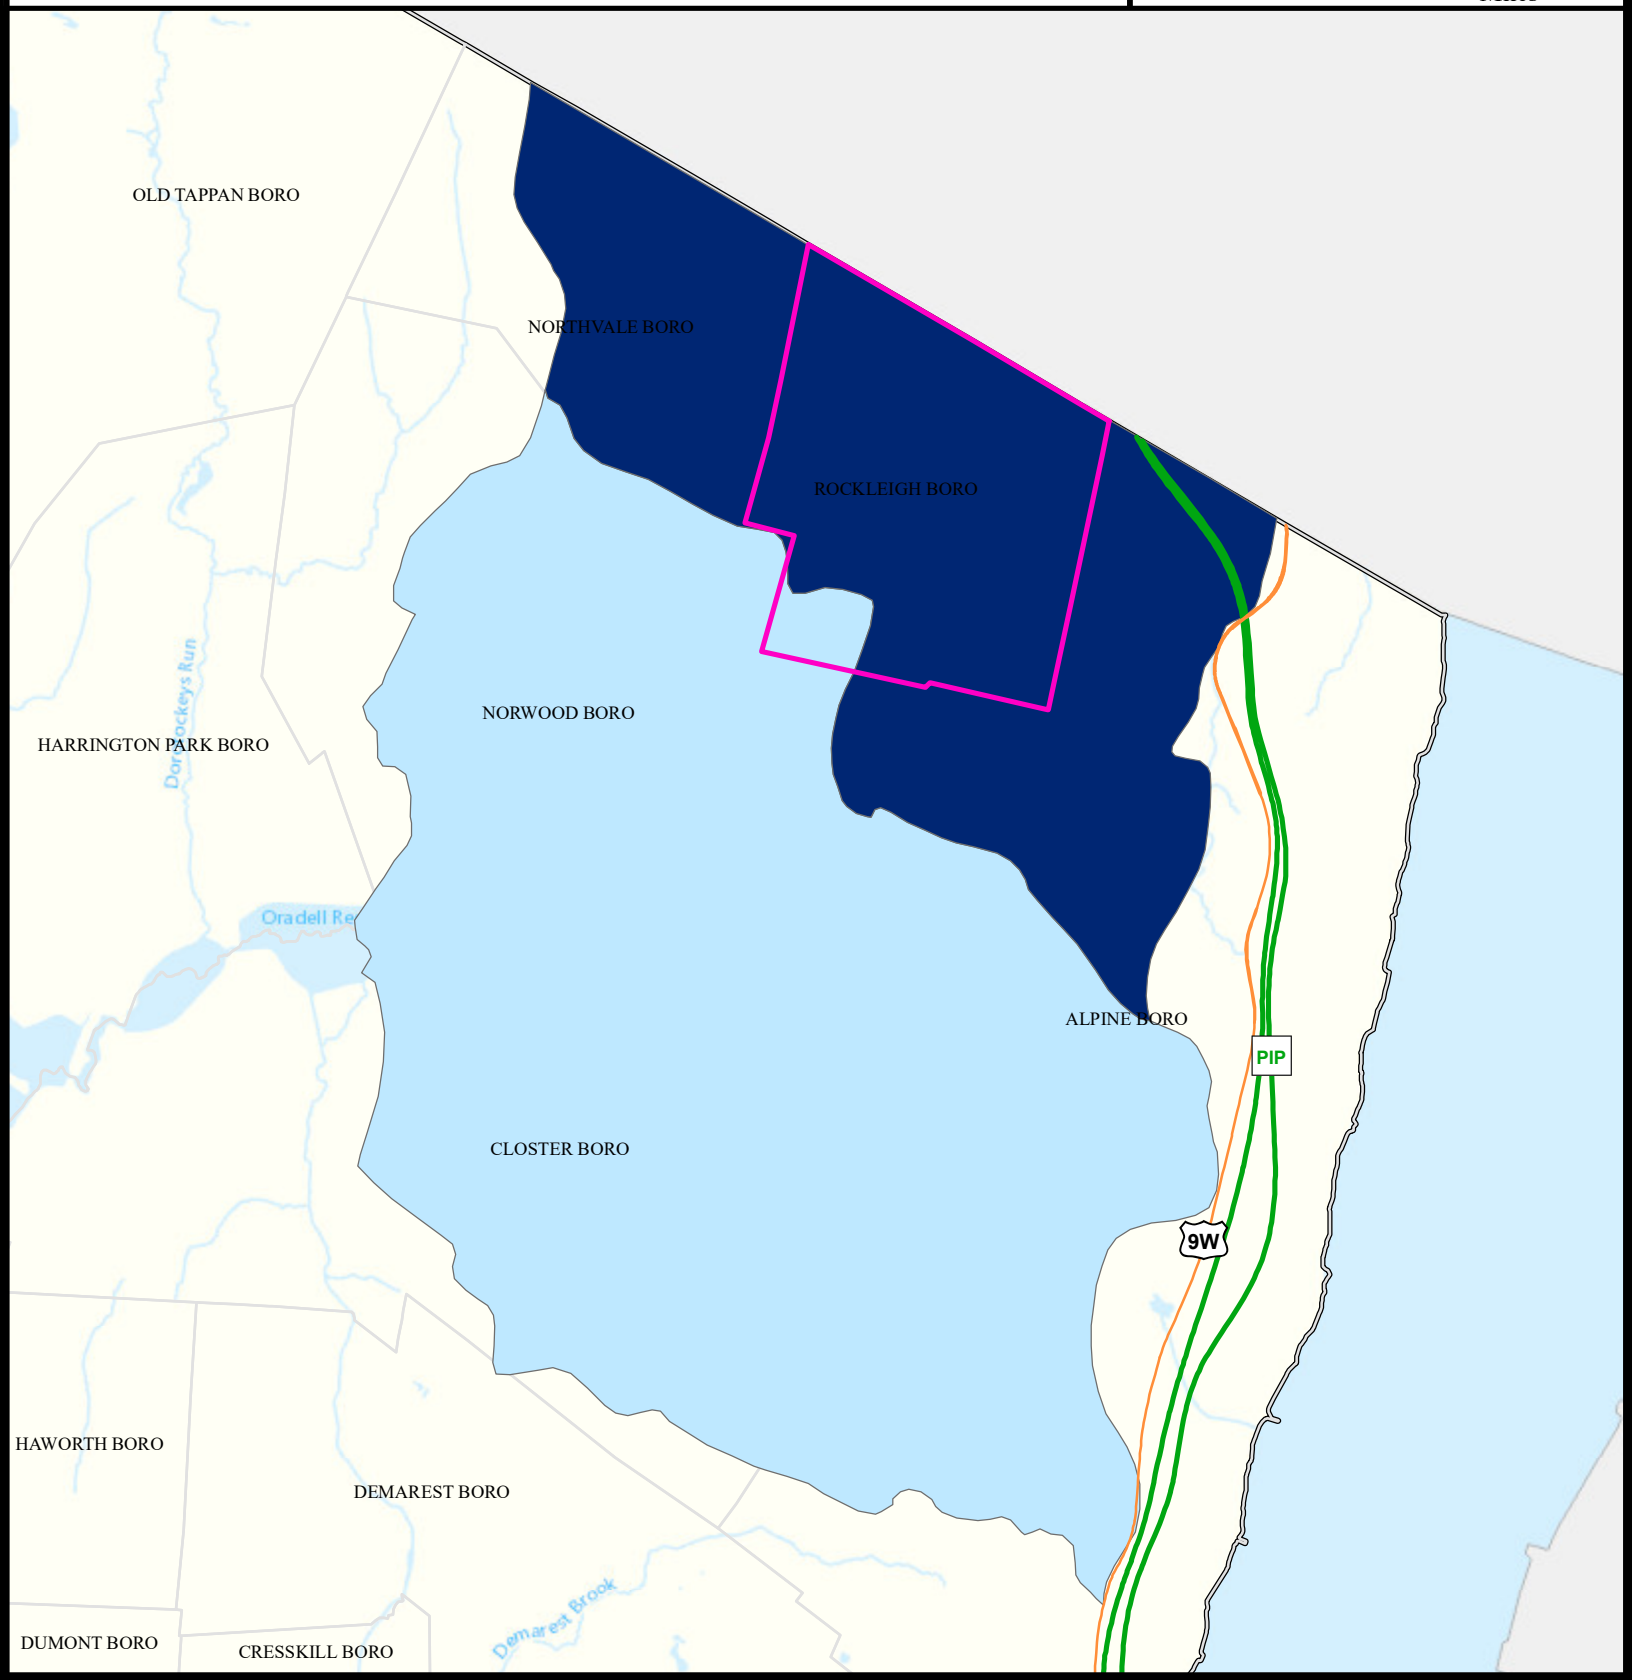 OLD TAPPAN BORO
NORTHVALE BORO
ROCKLEIGH BORO
Dorotockeys Run
NORWOOD BORO
HARRINGTON PARK BORO
Oradell Re
ALPINE BORO
PIP
CLOSTER BORO
9W
HAWORTH BORO
DEMAREST BORO
Demarest Brook
DUMONT BORO
CRESSKILL BORO